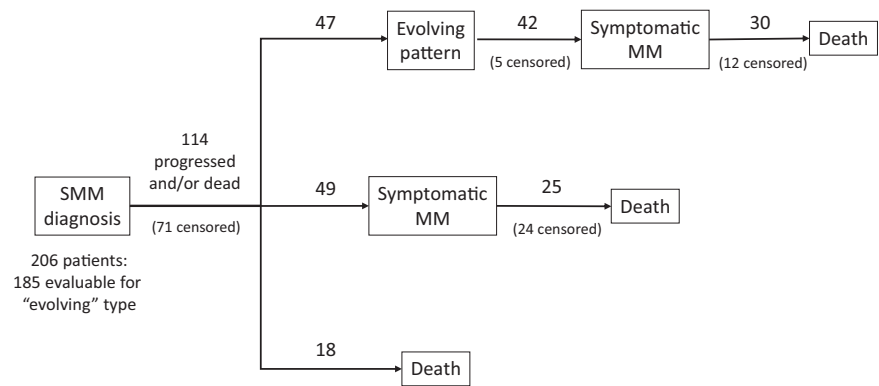 47
Evolving
pattern
42
(5 censored)
Symptomatic
MM
30
(12 censored)
Death
114
progressed
and/or dead
(71 censored)
SMM
diagnosis
206 patients:
185 evaluable for
“evolving” type
49
Symptomatic
MM
25
(24 censored)
Death
18
Death